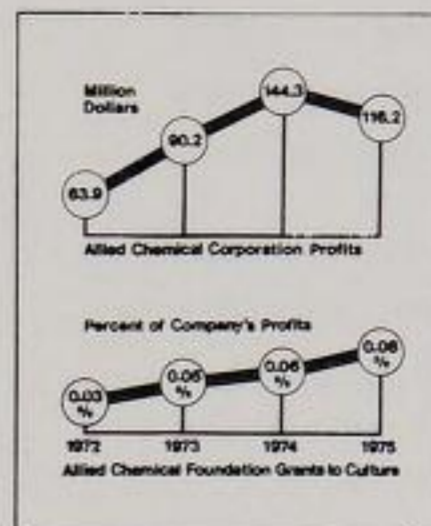 Million
Dollars
63.9
90.2
144.3
116.2
Allied Chemical Corporation Profits
Percent of Company's Profits
0.03
%
0.05
%
0.06
%
0.08
%
1972 1973 1974 1975
Allied Chemical Foundation Grants to Culture